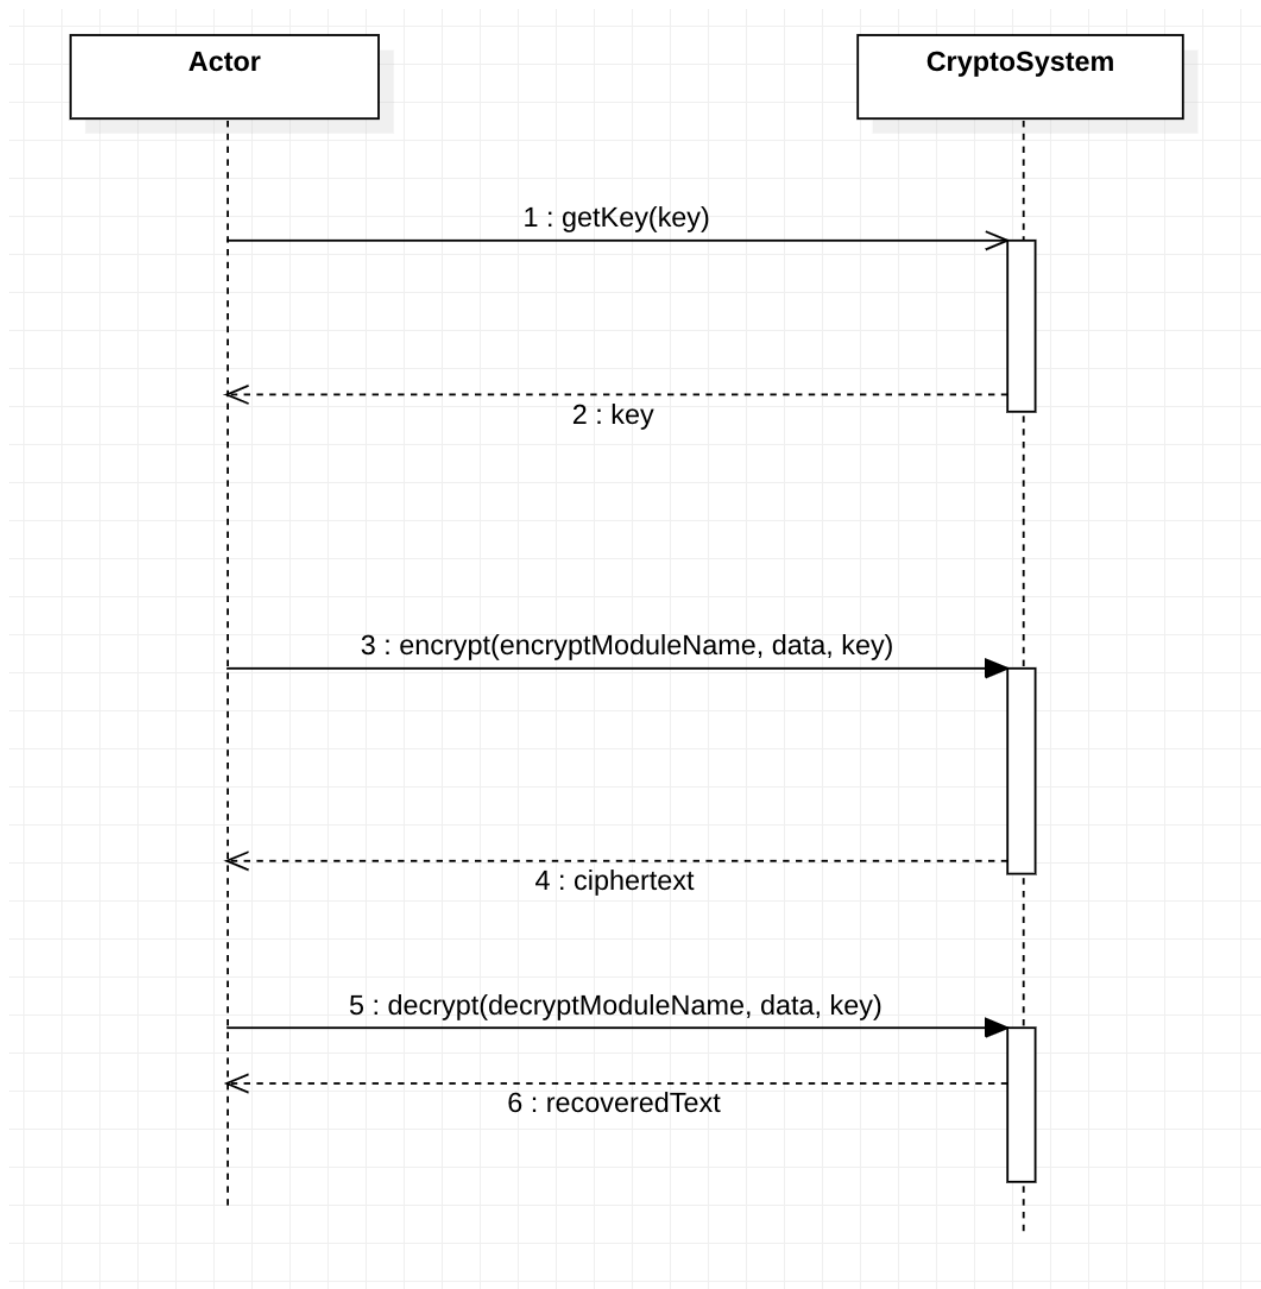 Actor
CryptoSystem
1 : getKey(key)
2 : key
3 : encrypt(encryptModuleName, data, key)
4 : ciphertext
5 : decrypt(decryptModuleName, data, key)
6 : recoveredText